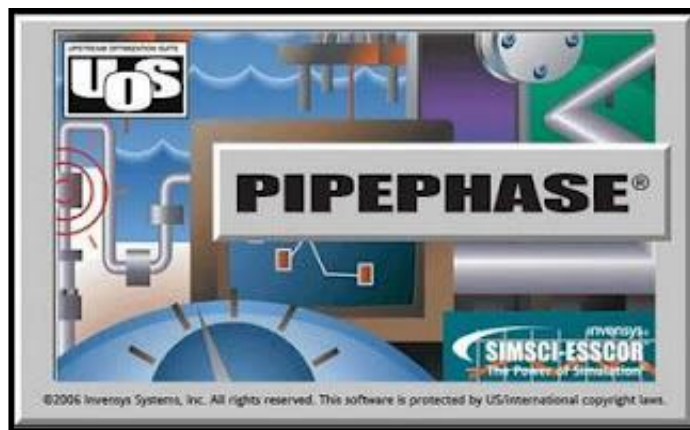 UPSTREAM OPTIMIZATION SUITE
UOS
PIPEPHASE®
invensys
SIMSCI-ESSCOR
The Power of Simulation
©2006 Invensys Systems, Inc. All rights reserved. This software is protected by US/international copyright laws.